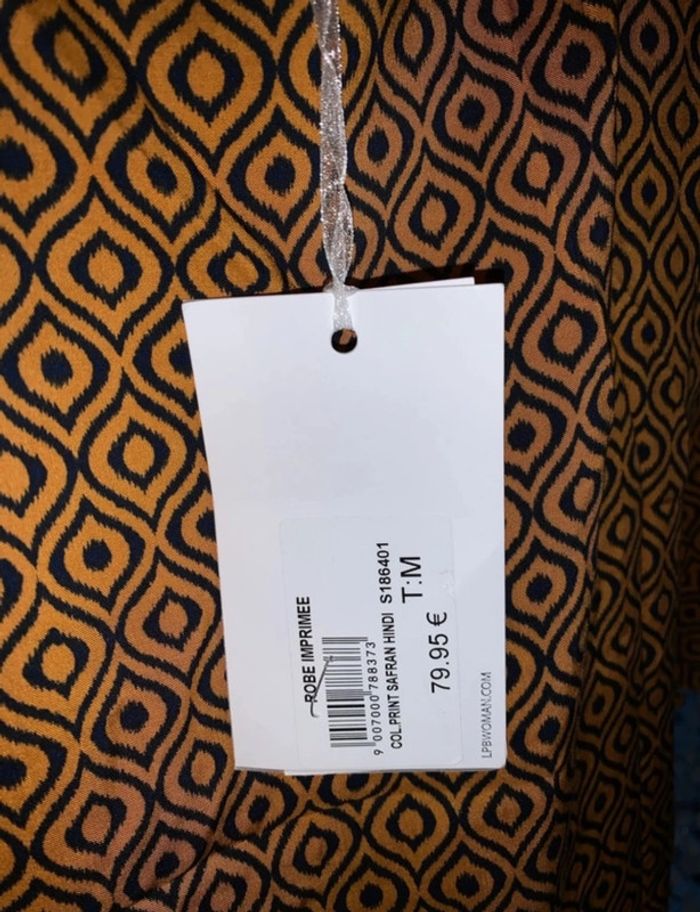 ROBE IMPRIMEE
9 007000 788373
COL.PRINT SAFRAN HINDI S186401
79.95 € T:M
LPBWOMAN.COM